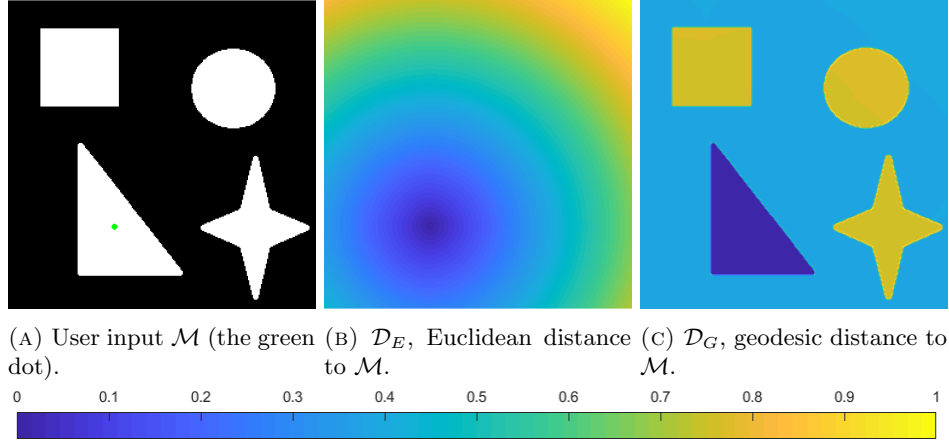 (A) User input M (the green dot).
(B) D_E, Euclidean distance to M.
(C) D_G, geodesic distance to M.
0 0.1 0.2 0.3 0.4 0.5 0.6 0.7 0.8 0.9 1